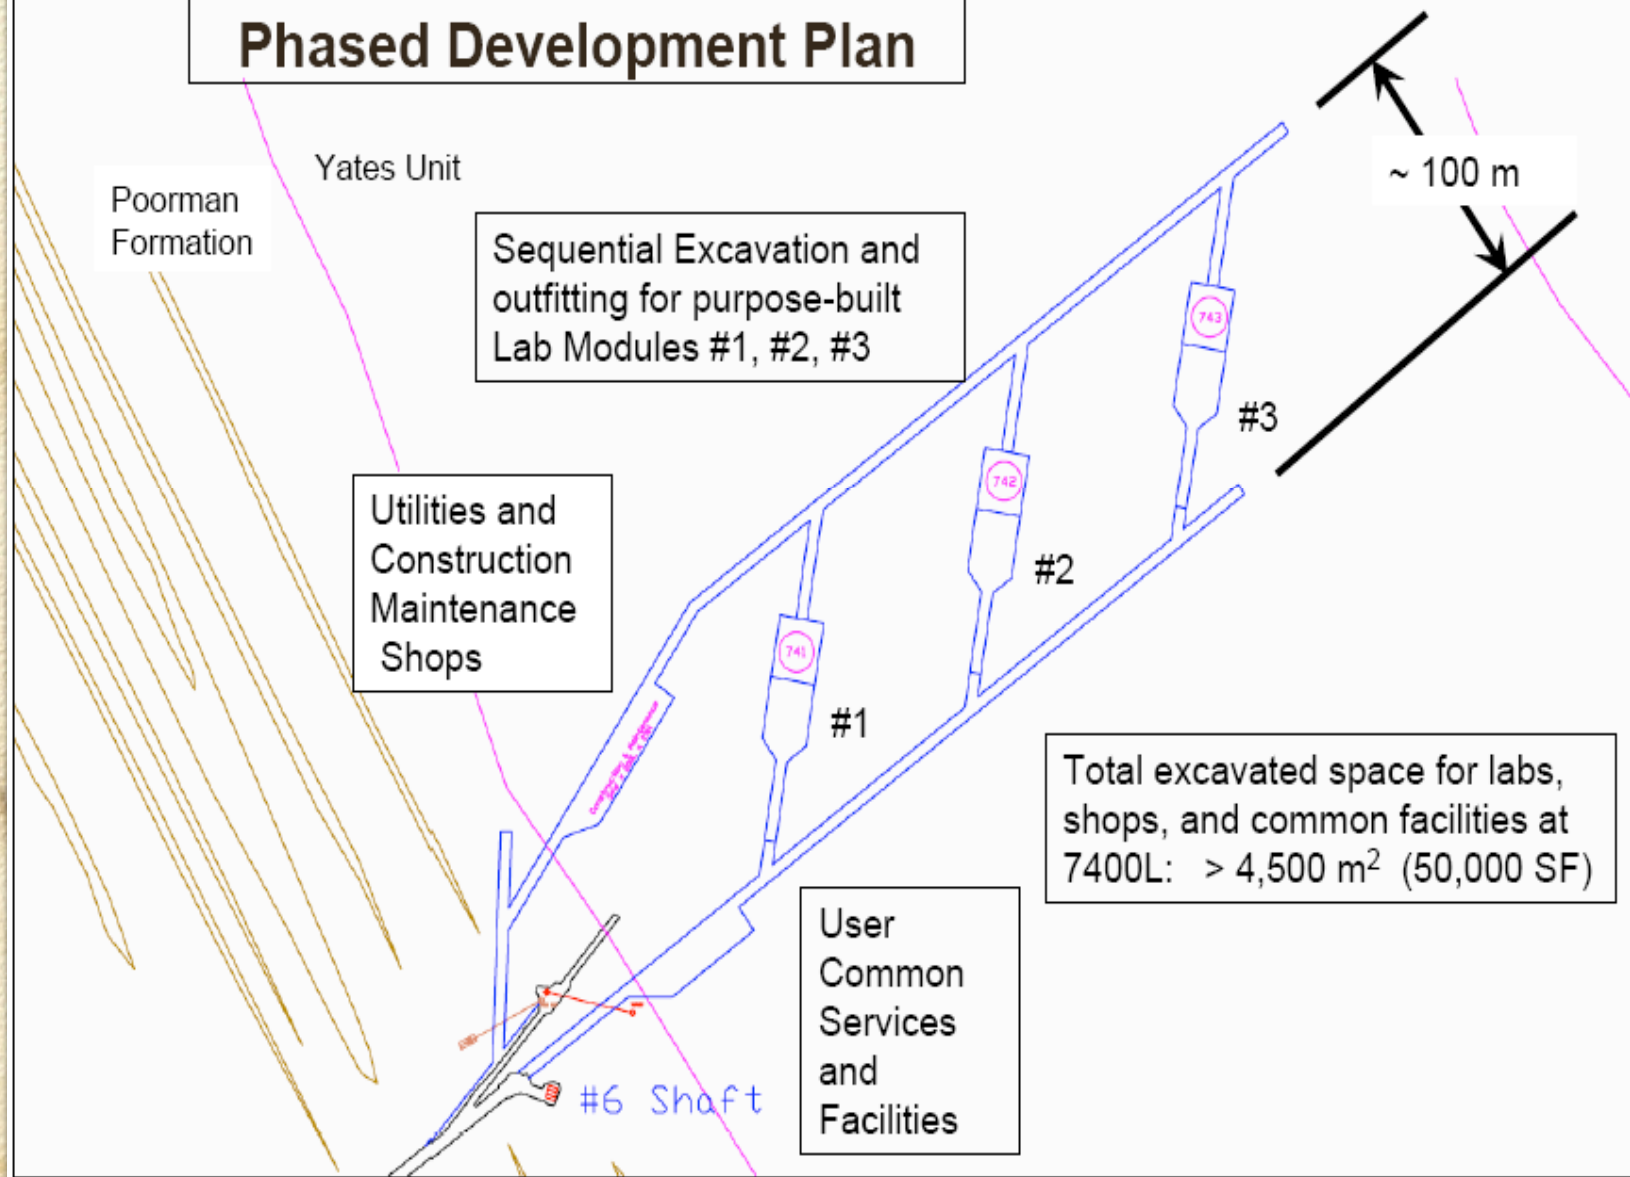 Phased Development Plan
Yates Unit
Poorman
Formation
~ 100 m
Sequential Excavation and
outfitting for purpose-built
Lab Modules #1, #2, #3
743
#3
742
#2
Utilities and
Construction
Maintenance
Shops
741
#1
Total excavated space for labs,
shops, and common facilities at
7400L: > 4,500 m² (50,000 SF)
User
Common
Services
and
Facilities
#6 Shaft